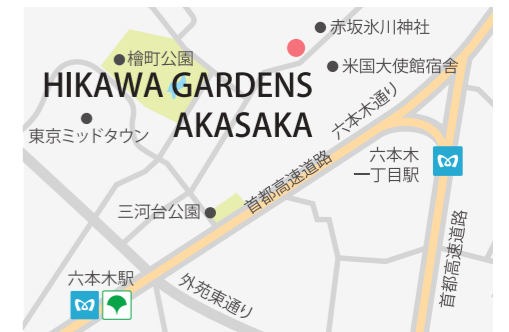 赤坂氷川神社
檜町公園
米国大使館宿舎
HIKAWA GARDENS
AKASAKA
東京ミッドタウン
六本木通り
六本木
一丁目駅
首都高速道路
三河台公園
首都高速道路
六本木駅
外苑東通り